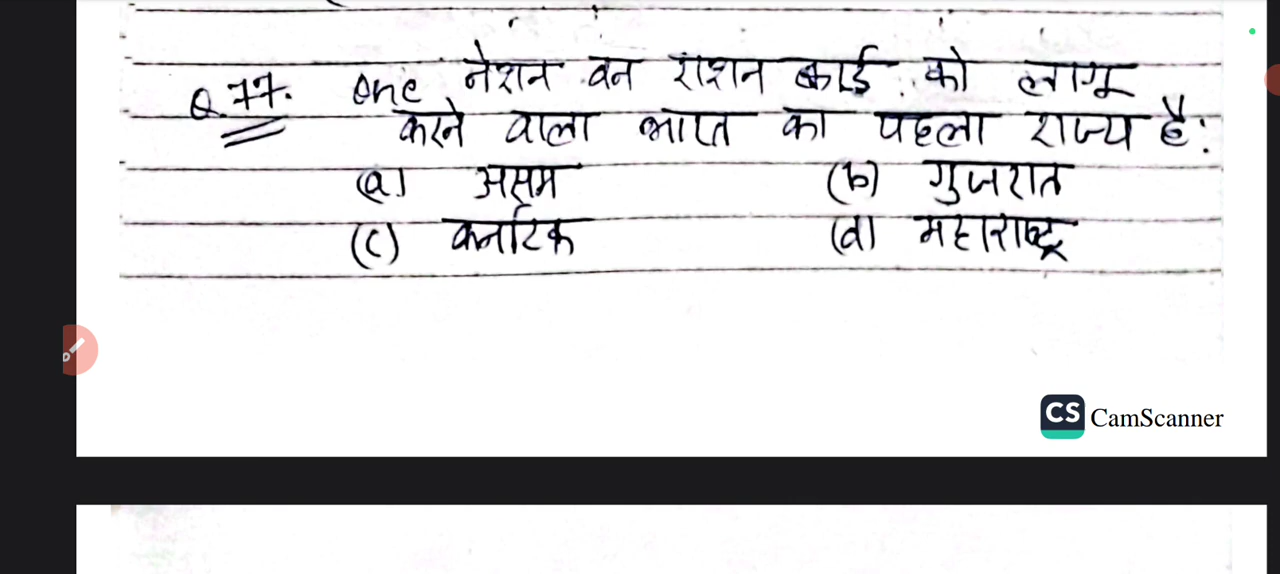 Q.77. One नेशन वन राशन कार्ड को लागू
करने वाला भारत का पहला राज्य है:
(a) असम (b) गुजरात
(c) कर्नाटक (d) महाराष्ट्र
CS CamScanner